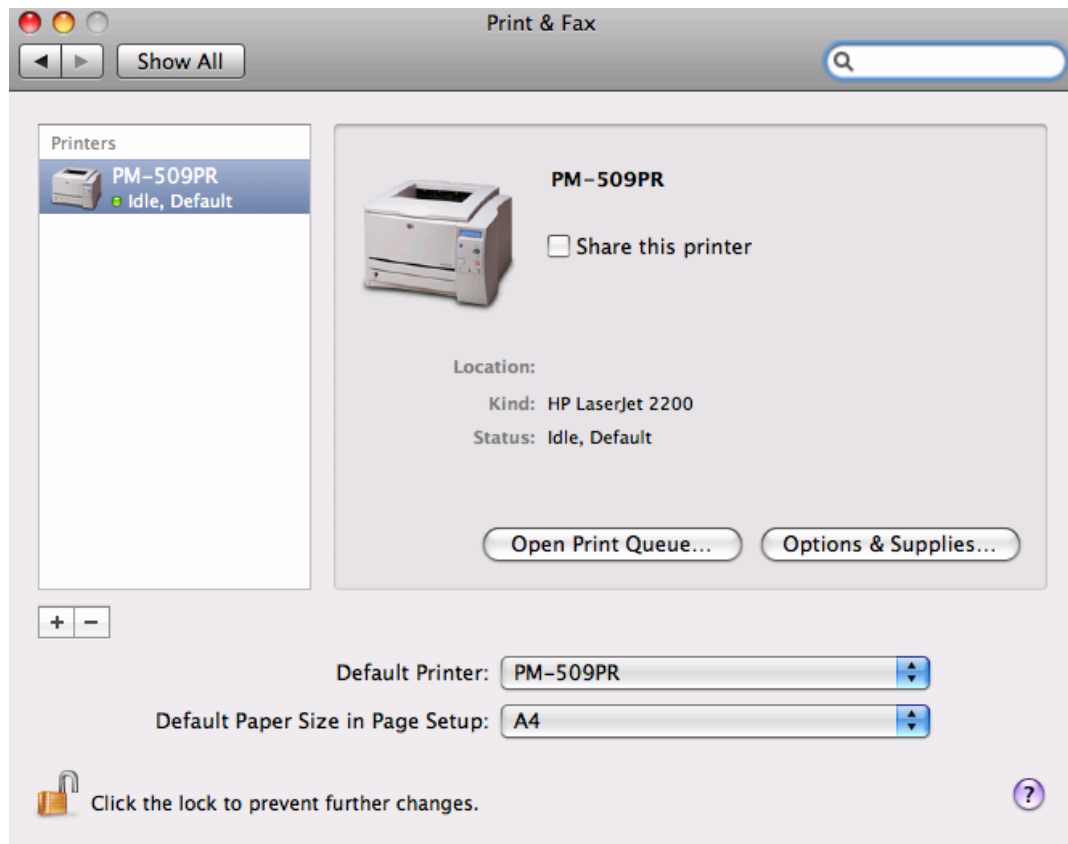 Print & Fax
Show All
Printers
PM-509PR
Idle, Default
PM-509PR
Share this printer
Location:
Kind: HP LaserJet 2200
Status: Idle, Default
Open Print Queue...
Options & Supplies...
+ -
Default Printer: PM-509PR
Default Paper Size in Page Setup: A4
Click the lock to prevent further changes.
?